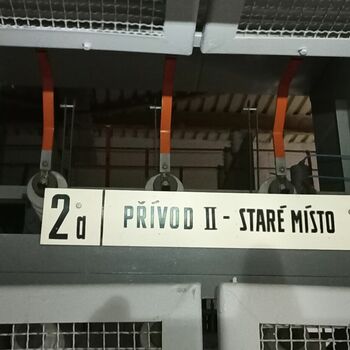 2a PŘÍVOD II - STARÉ MÍSTO